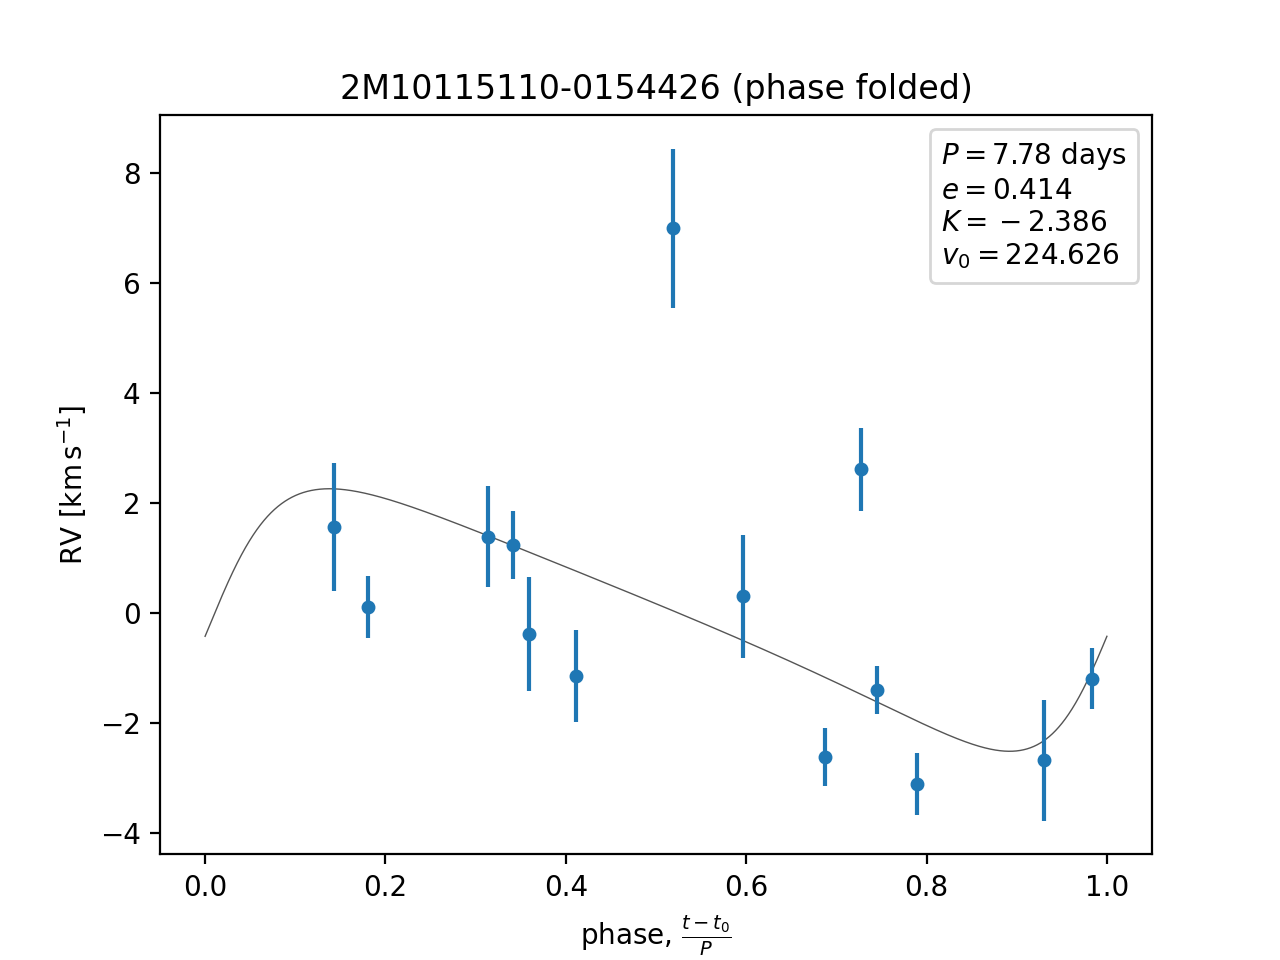 2M10115110-0154426 (phase folded)
P = 7.78 days
e = 0.414
K = −2.386
v₀ = 224.626
RV [km s⁻¹]
8
6
4
2
0
−2
−4
0.0 0.2 0.4 0.6 0.8 1.0
phase, (t − t₀)/P